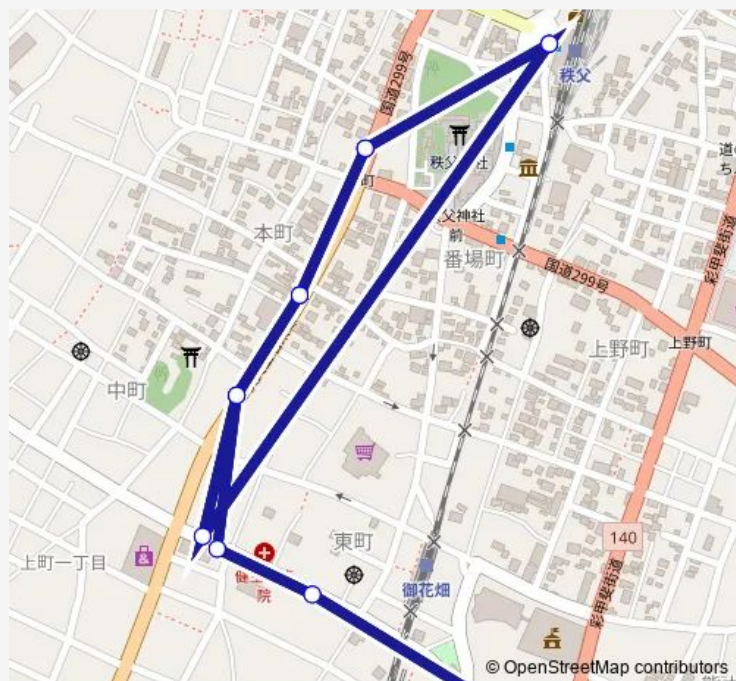 国道299号
秩父
道の
ち
秩父
社
町
父神社
前
本町
番場町
国道299号
彩甲斐街道
上野町
上野町
中町
東町
140
上町一丁目
院
御花畑
彩甲斐街道
© OpenStreetMap contributors